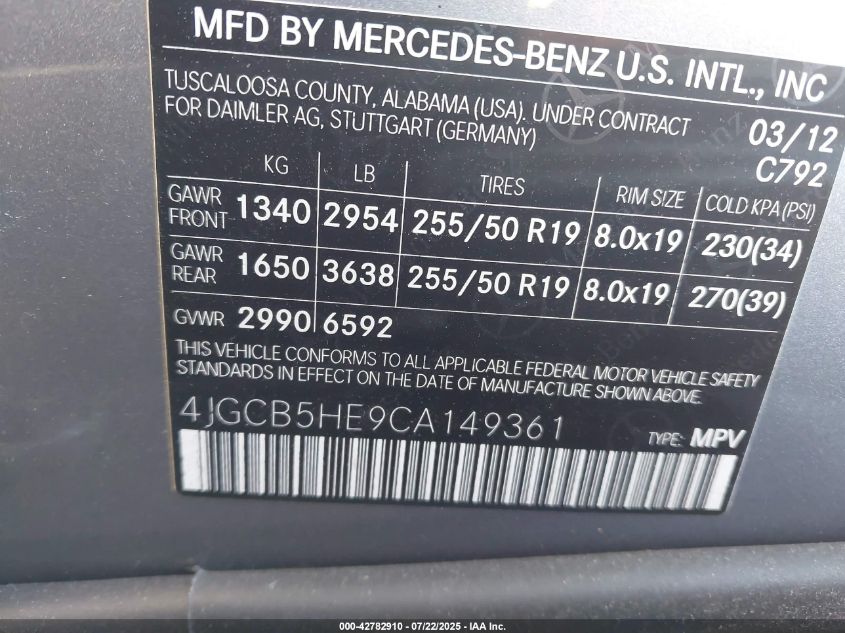 MFD BY MERCEDES-BENZ U.S. INTL., INC
TUSCALOOSA COUNTY, ALABAMA (USA). UNDER CONTRACT
FOR DAIMLER AG, STUTTGART (GERMANY)
03/12
C792
KG LB TIRES RIM SIZE COLD KPA (PSI)
GAWR FRONT 1340 2954 255/50 R19 8.0x19 230(34)
GAWR REAR 1650 3638 255/50 R19 8.0x19 270(39)
GVWR 2990 6592
THIS VEHICLE CONFORMS TO ALL APPLICABLE FEDERAL MOTOR VEHICLE SAFETY
STANDARDS IN EFFECT ON THE DATE OF MANUFACTURE SHOWN ABOVE.
4JGCB5HE9CA149361
TYPE: MPV
000-42782910 - 07/22/2025 - IAA Inc.